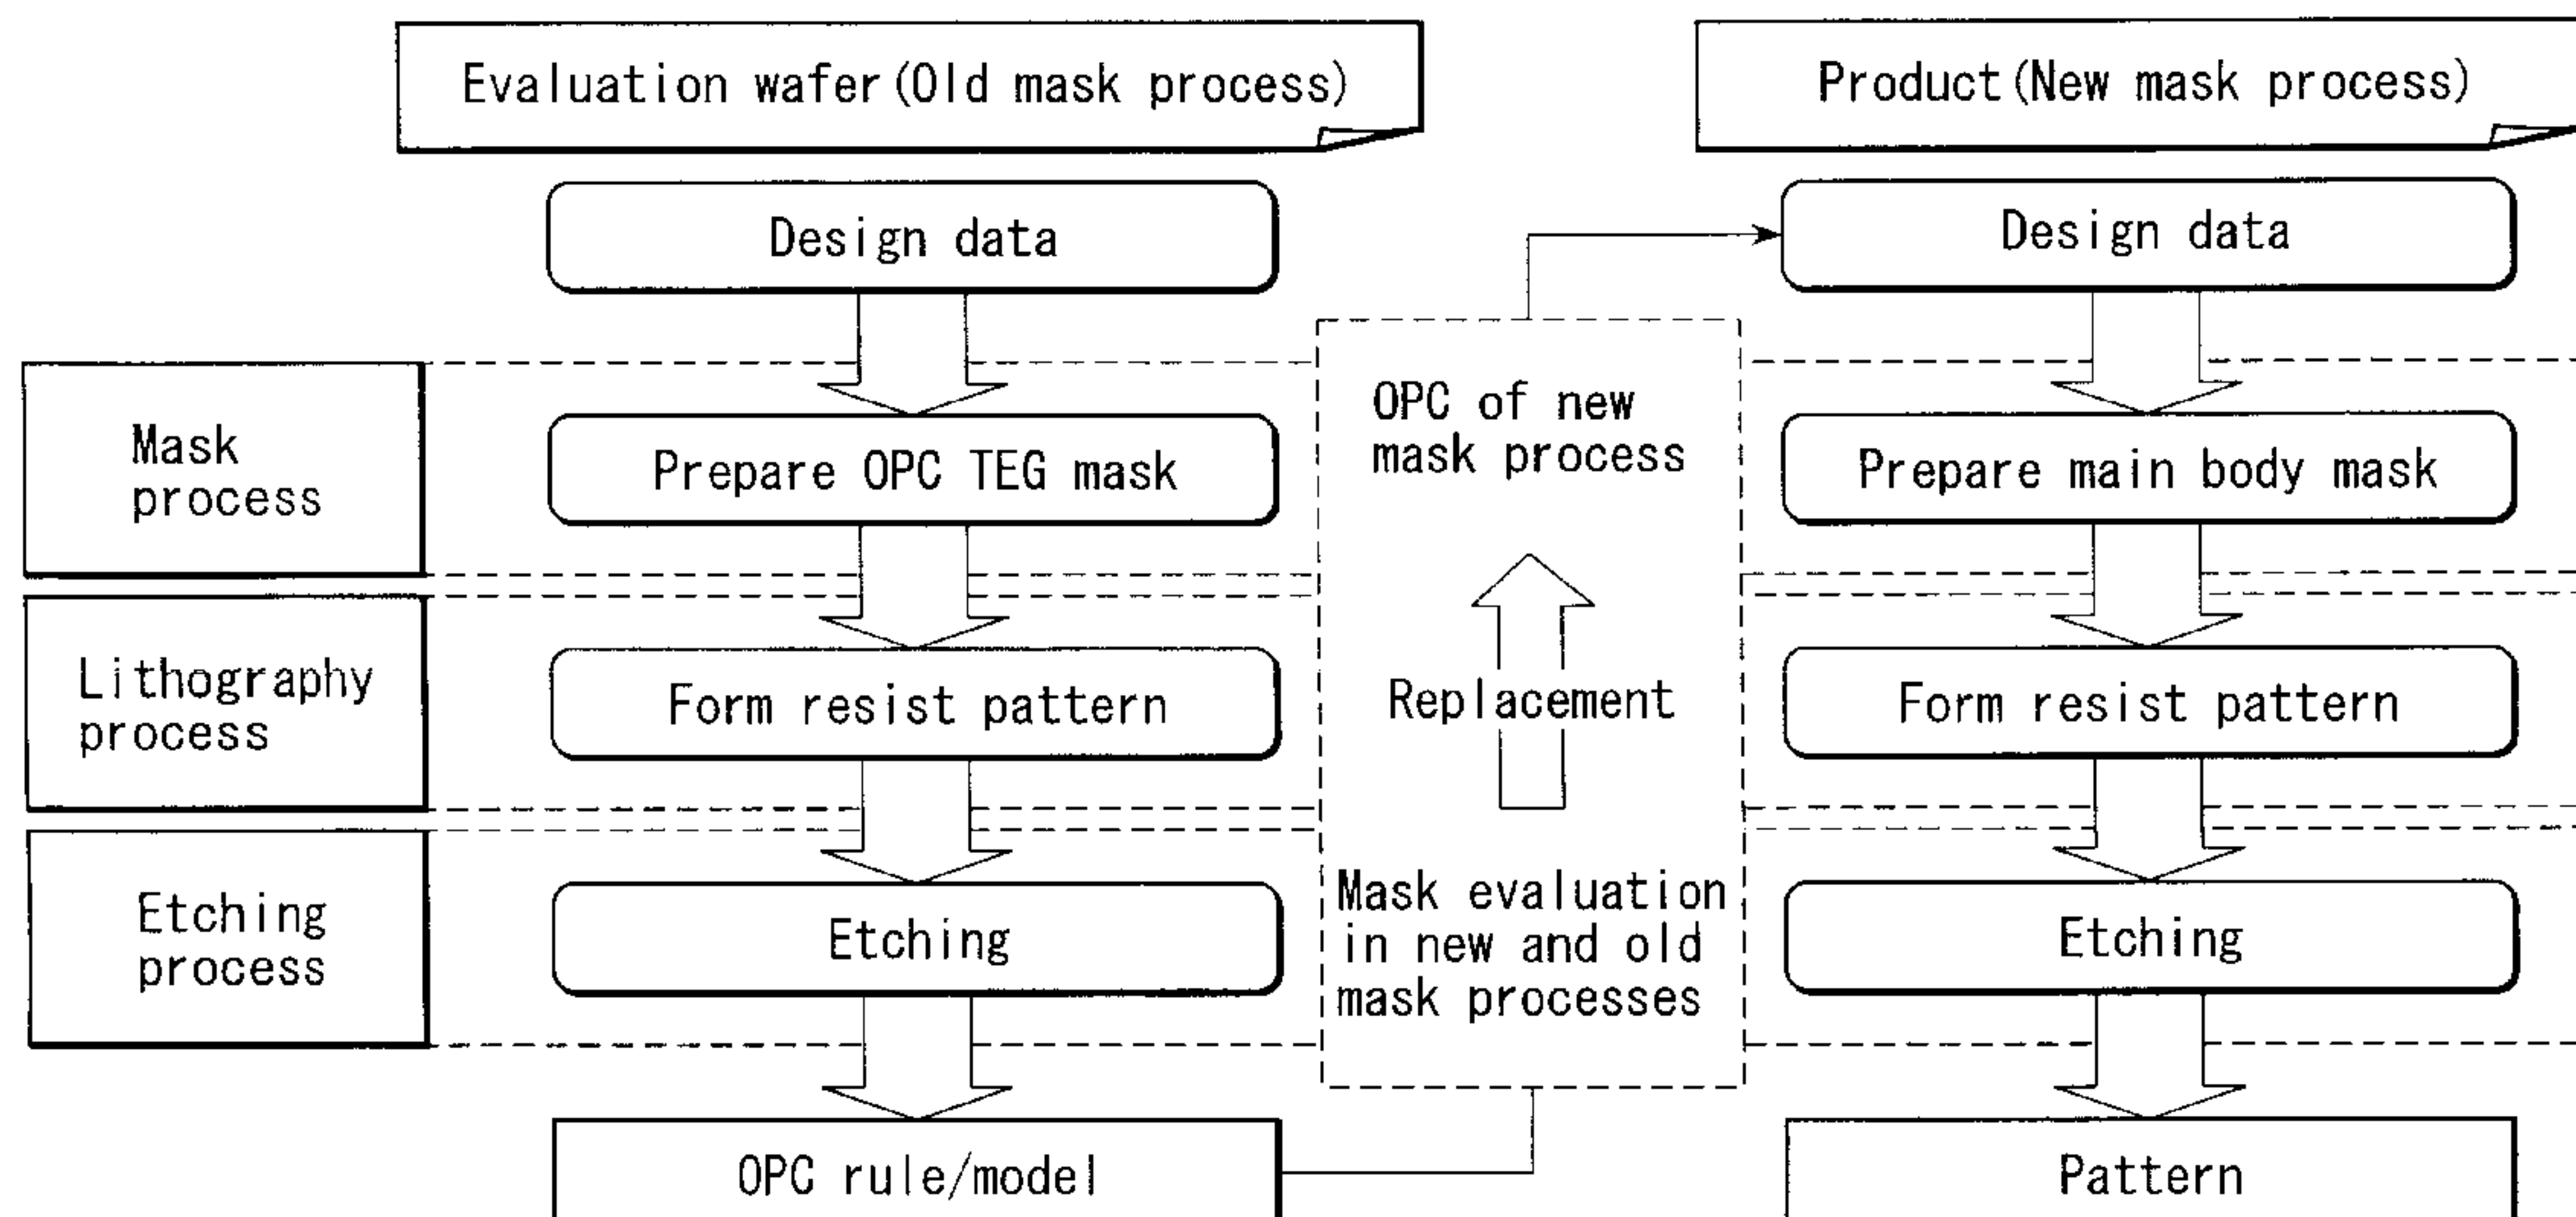 Evaluation wafer(Old mask process)
Product(New mask process)
Design data
Design data
Mask
process
Prepare OPC TEG mask
OPC of new
mask process
Prepare main body mask
Lithography
process
Form resist pattern
Replacement
Form resist pattern
Etching
process
Etching
Mask evaluation
in new and old
mask processes
Etching
OPC rule/model
Pattern